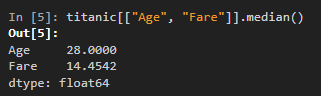 In [5]: titanic[["Age", "Fare"]].median()
Out[5]:
Age     28.0000
Fare    14.4542
dtype: float64